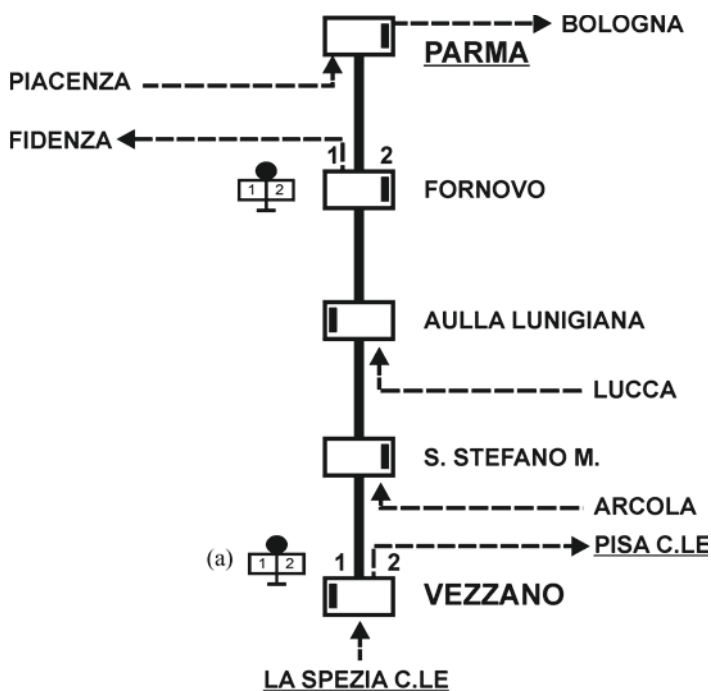 BOLOGNA
PARMA
PIACENZA
FIDENZA
1 2
1 2
FORNOVO
AULLA LUNIGIANA
LUCCA
S. STEFANO M.
ARCOLA
PISA C.LE
(a) 1 2
1 2
VEZZANO
LA SPEZIA C.LE